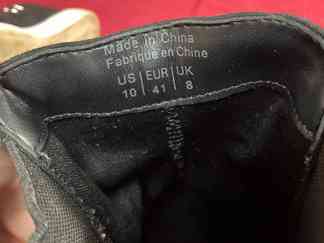 Made in China
Fabriqué en Chine
US | EUR | UK
10 | 41 | 8